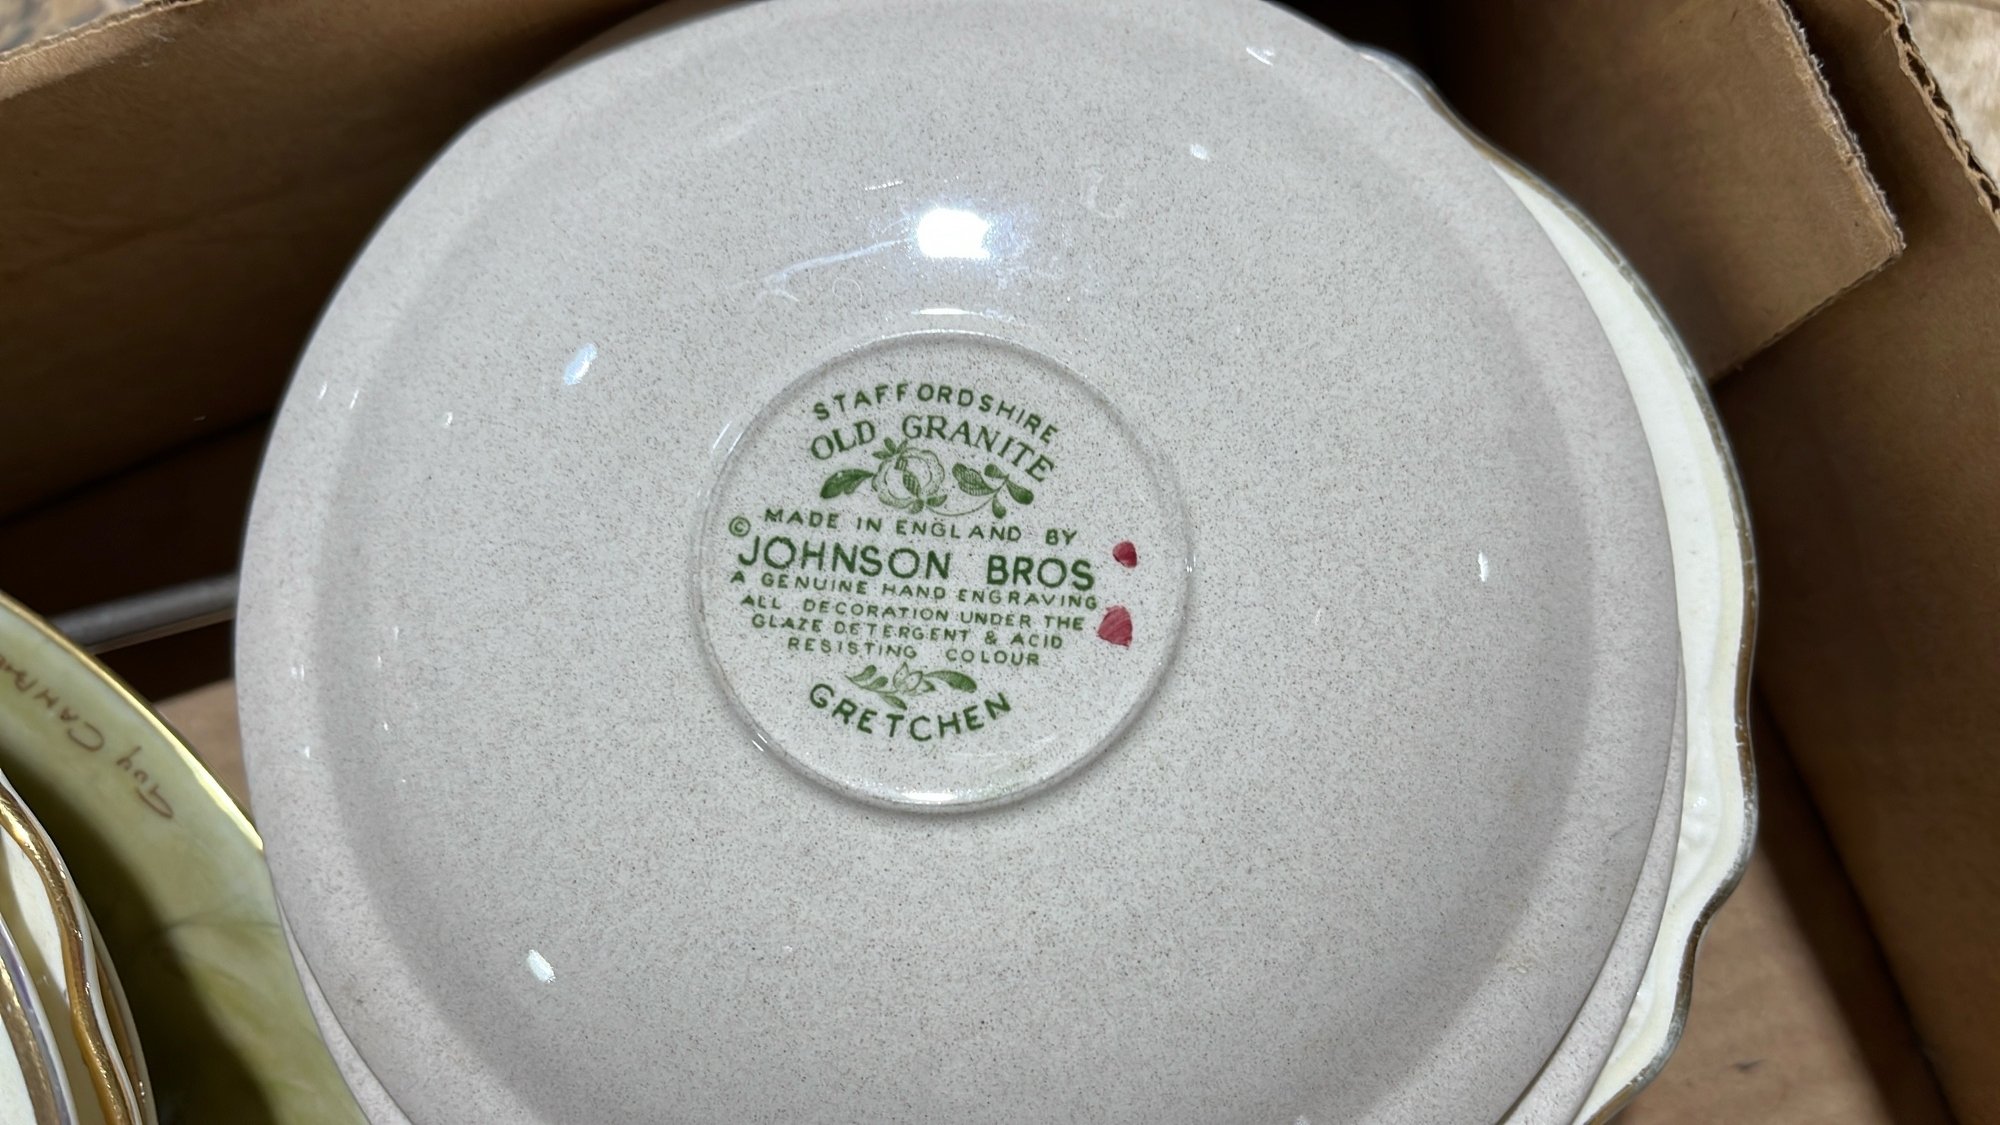 STAFFORDSHIRE
OLD GRANITE
© MADE IN ENGLAND BY
JOHNSON BROS
A GENUINE HAND ENGRAVING
ALL DECORATION UNDER THE
GLAZE DETERGENT & ACID
RESISTING COLOUR
GRETCHEN
Guy